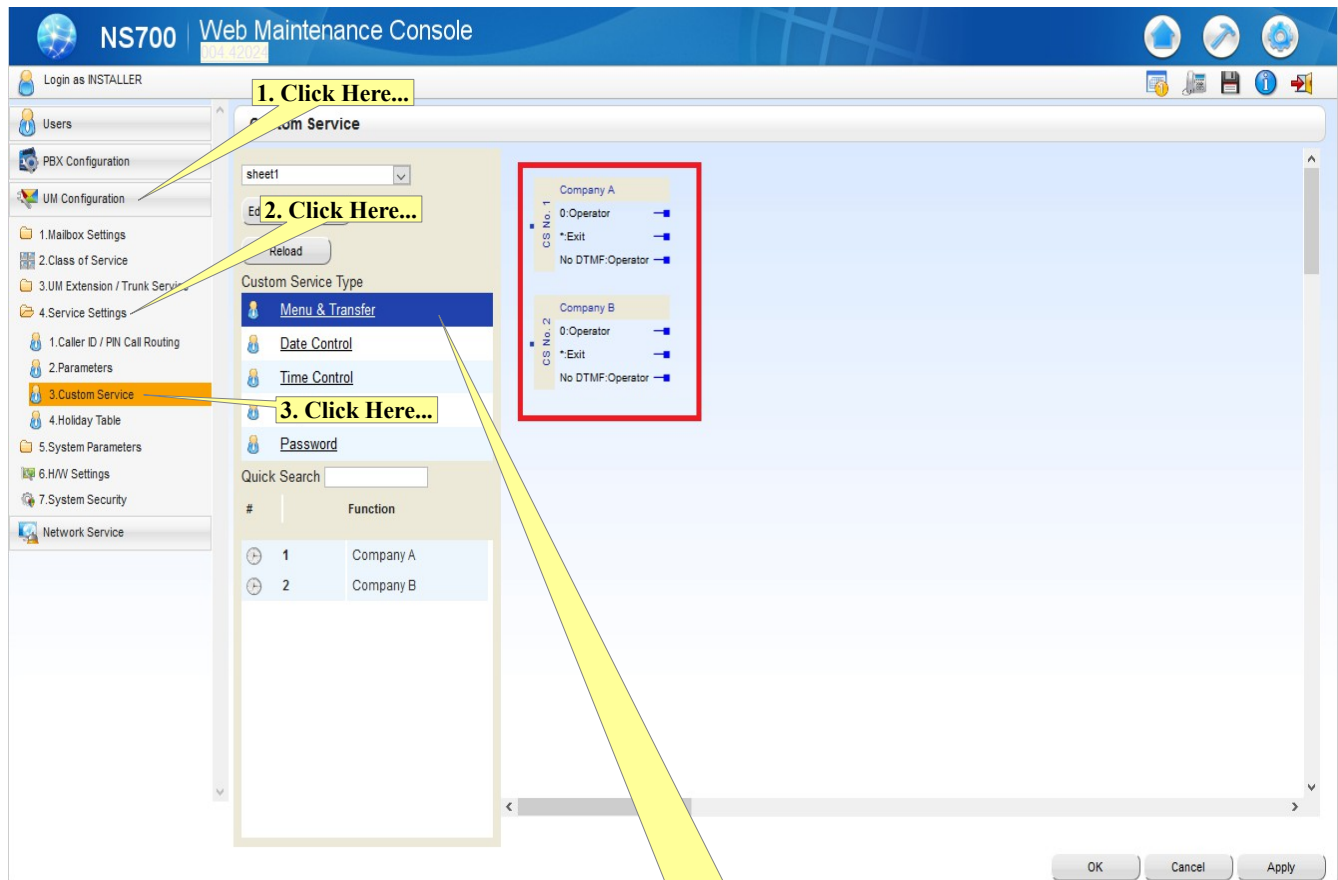 NS700
Web Maintenance Console
004.42024
Login as INSTALLER
1. Click Here...
Users
PBX Configuration
UM Configuration
1.Mailbox Settings
2.Class of Service
3.UM Extension / Trunk Service
4.Service Settings
1.Caller ID / PIN Call Routing
2.Parameters
3.Custom Service
4.Holiday Table
5.System Parameters
6.H/W Settings
7.System Security
Network Service
Custom Service
sheet1
2. Click Here...
Reload
Custom Service Type
Menu & Transfer
Date Control
Time Control
3. Click Here...
Password
Quick Search
# Function
1 Company A
2 Company B
Company A
CS No. 1
0:Operator
*:Exit
No DTMF:Operator
Company B
CS No. 2
0:Operator
*:Exit
No DTMF:Operator
OK
Cancel
Apply